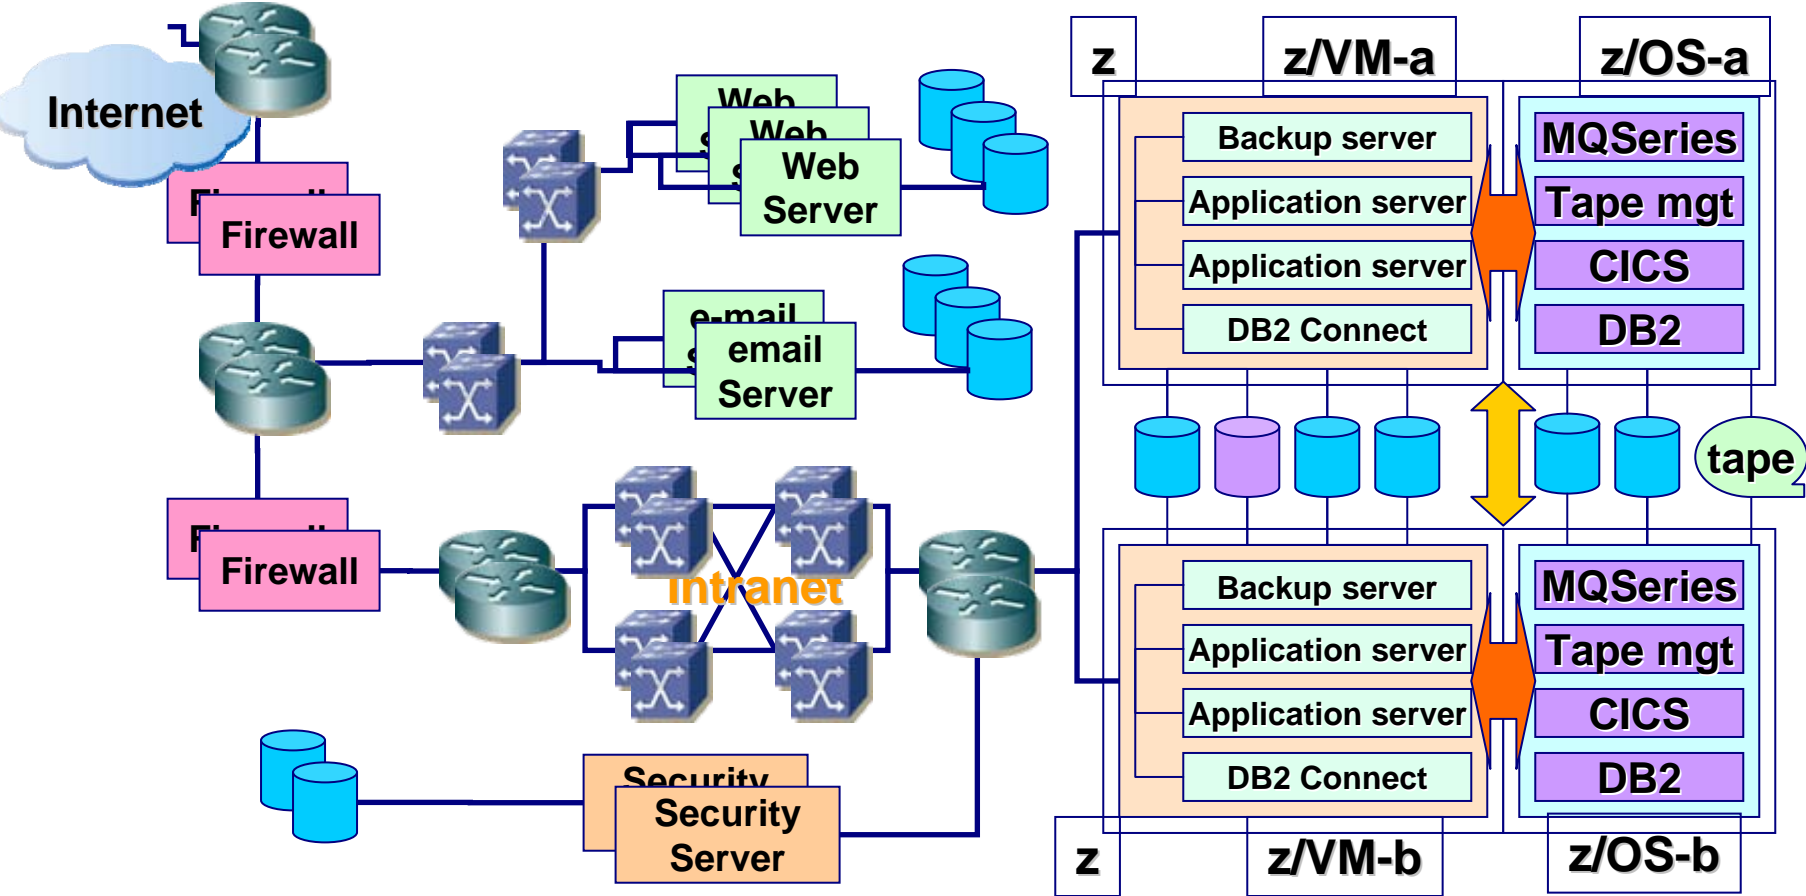 Internet
Firewall
Firewall
Web
Web
Web
Server
e-mail
email
Server
Firewall
Firewall
Intranet
Security
Security
Server
z
z/VM-a
z/OS-a
Backup server
Application server
Application server
DB2 Connect
MQSeries
Tape mgt
CICS
DB2
tape
Backup server
Application server
Application server
DB2 Connect
MQSeries
Tape mgt
CICS
DB2
z
z/VM-b
z/OS-b